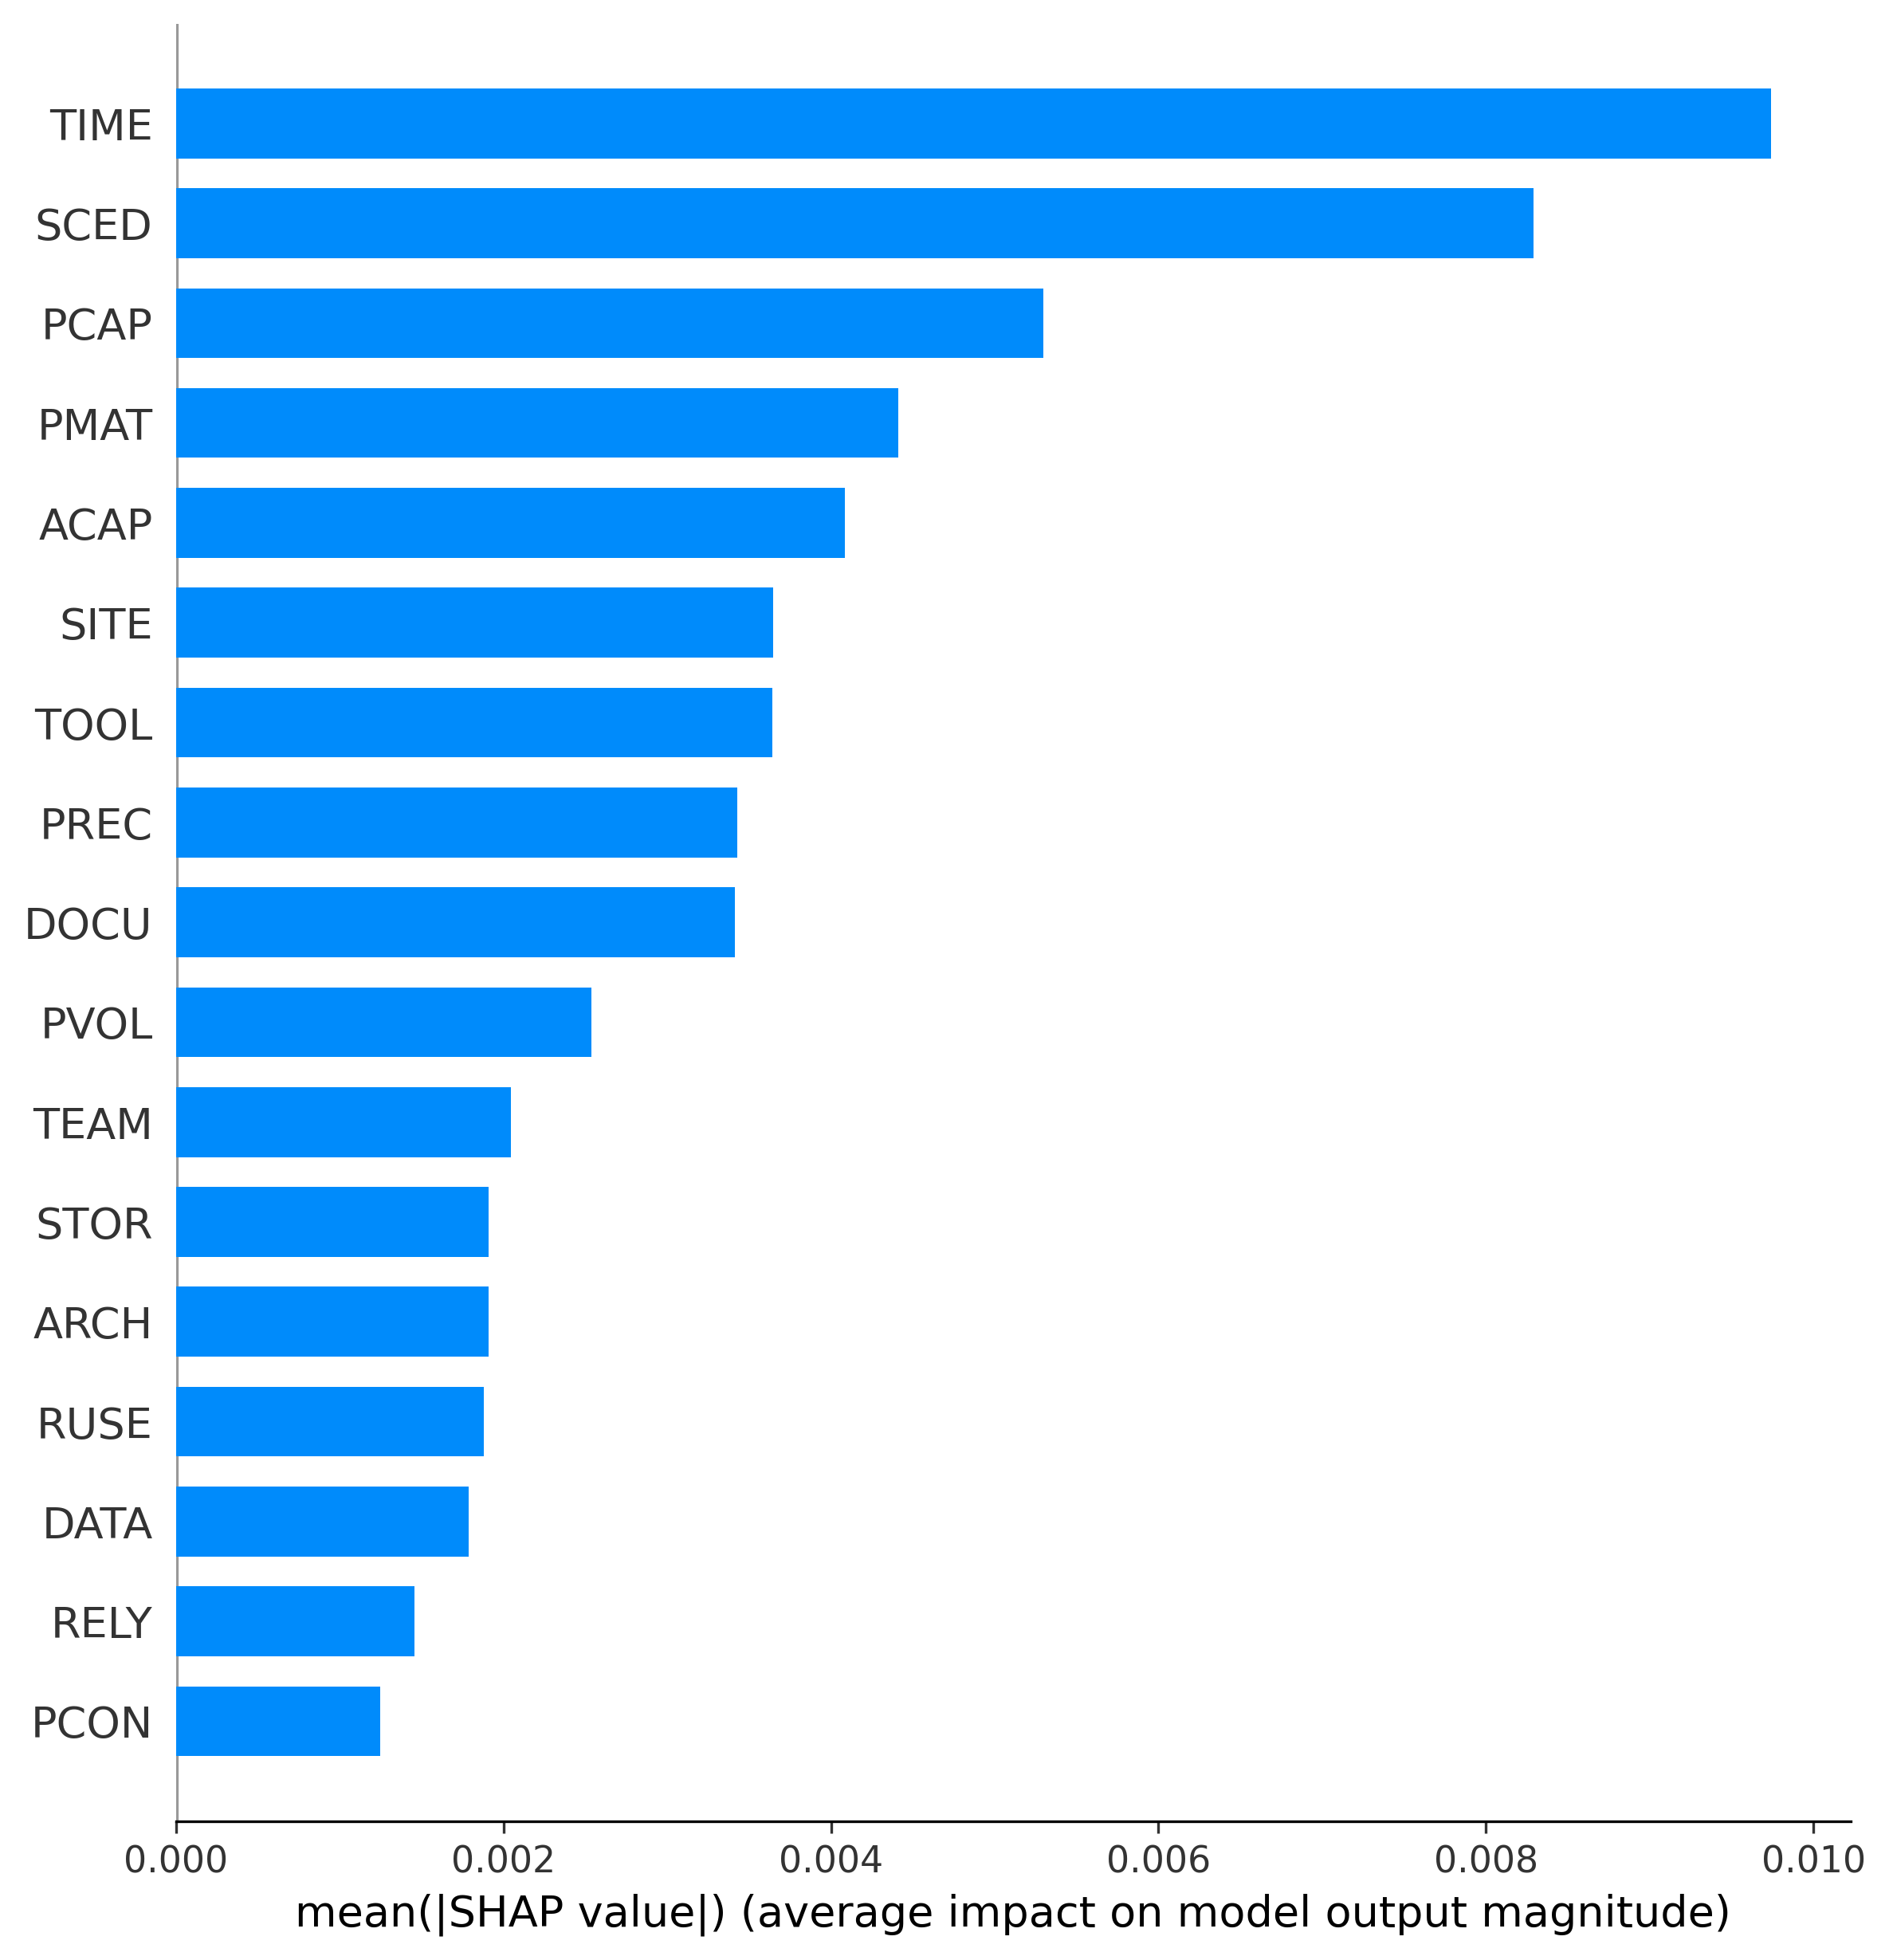 TIME
SCED
PCAP
PMAT
ACAP
SITE
TOOL
PREC
DOCU
PVOL
TEAM
STOR
ARCH
RUSE
DATA
RELY
PCON
0.000 0.002 0.004 0.006 0.008 0.010
mean(|SHAP value|) (average impact on model output magnitude)